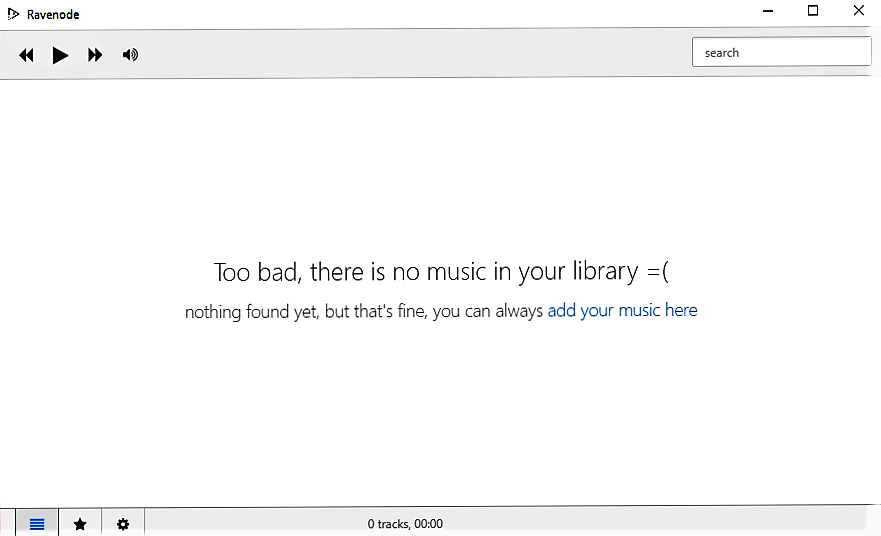 Ravenode
search
Too bad, there is no music in your library =(
nothing found yet, but that's fine, you can always add your music here
0 tracks, 00:00